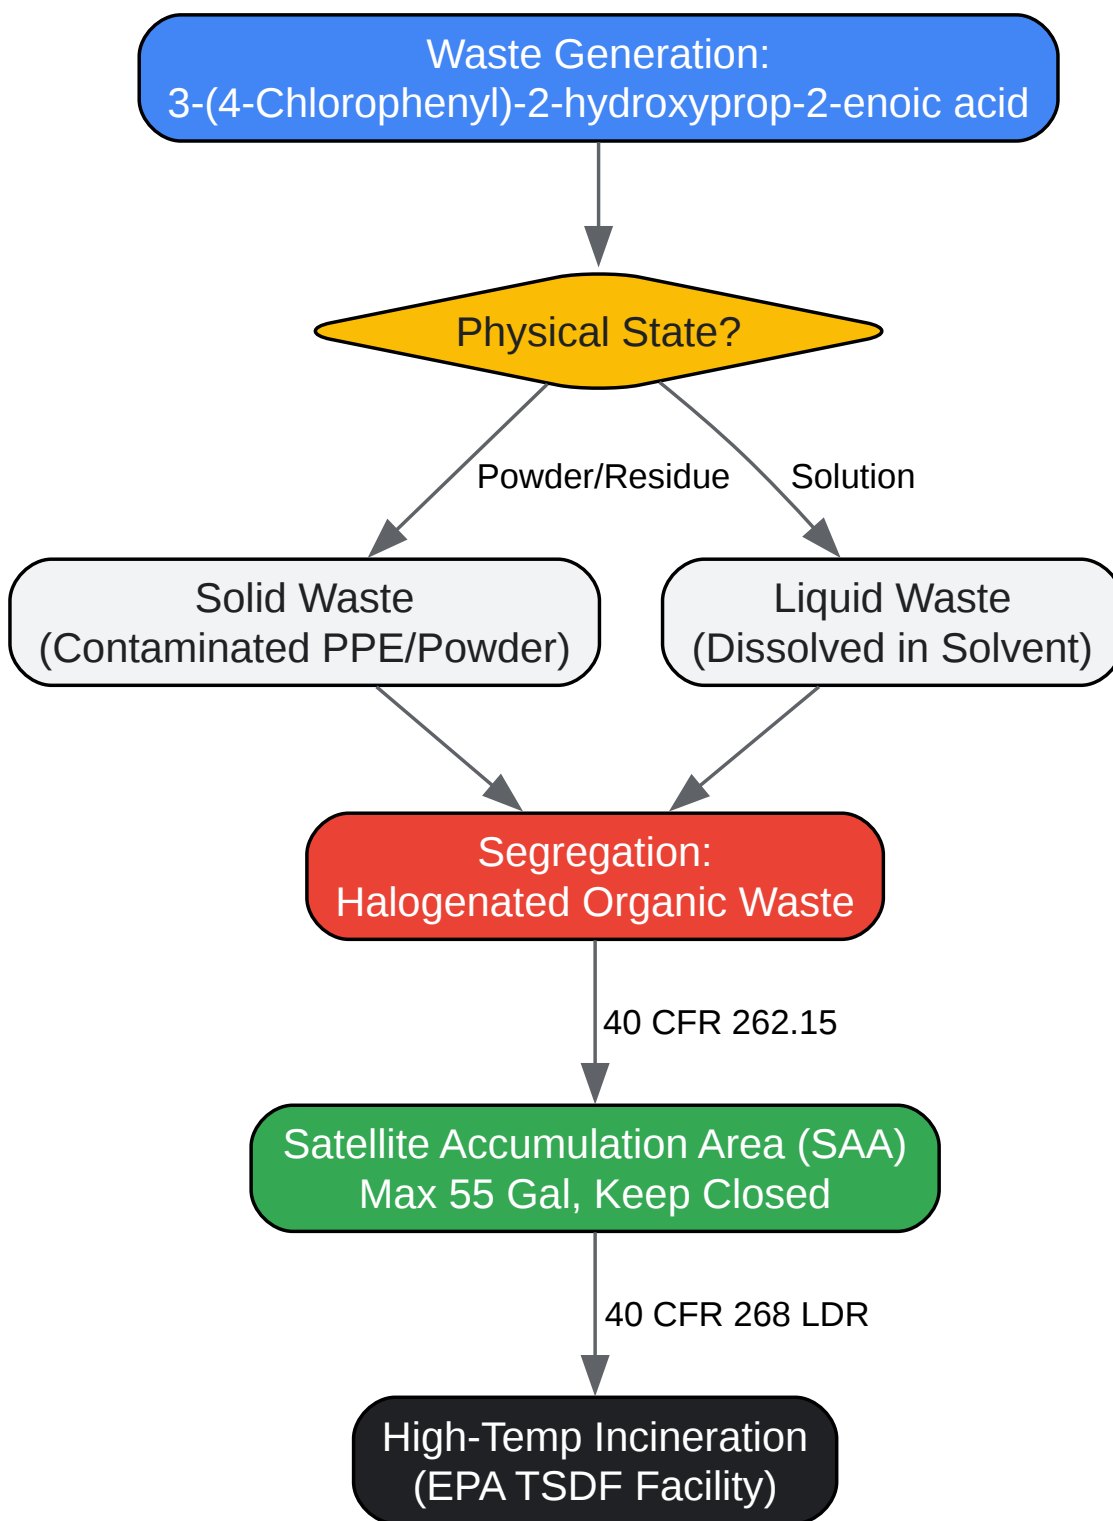 Waste Generation:
3-(4-Chlorophenyl)-2-hydroxyprop-2-enoic acid
Physical State?
Powder/Residue
Solution
Solid Waste
(Contaminated PPE/Powder)
Liquid Waste
(Dissolved in Solvent)
Segregation:
Halogenated Organic Waste
40 CFR 262.15
Satellite Accumulation Area (SAA)
Max 55 Gal, Keep Closed
40 CFR 268 LDR
High-Temp Incineration
(EPA TSDF Facility)